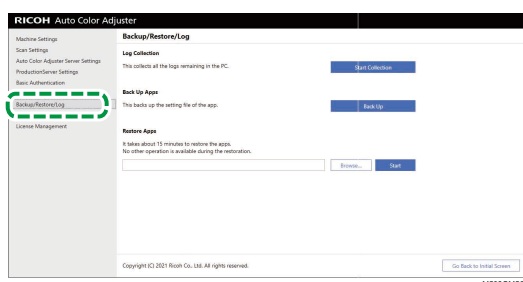 RICOH Auto Color Adjuster
Machine Settings
Scan Settings
Auto Color Adjuster Server Settings
ProductionServer Settings
Basic Authentication
Backup/Restore/Log
License Management
Backup/Restore/Log
Log Collection
This collects all the logs remaining in the PC.
Start Collection
Back Up Apps
This backs up the setting file of the app.
Back Up
Restore Apps
It takes about 15 minutes to restore the apps.
No other operation is available during the restoration.
Browse...
Start
Copyright (C) 2021 Ricoh Co., Ltd. All rights reserved.
Go Back to Initial Screen